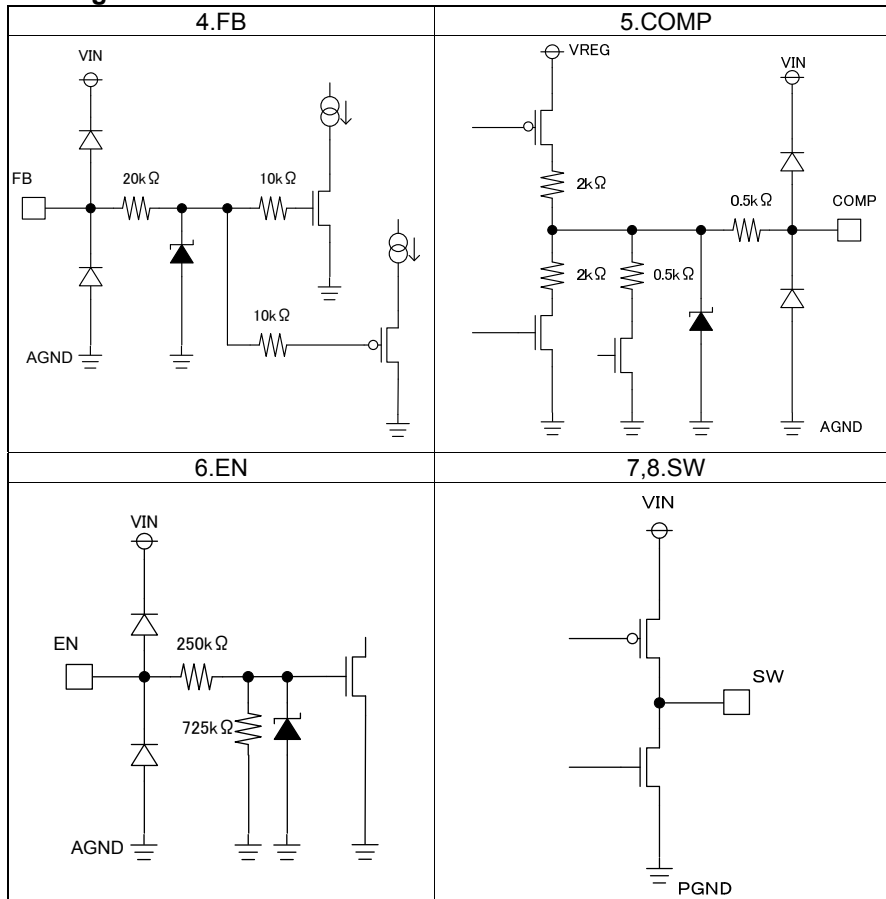 4.FB
5.COMP
VIN
FB
20kΩ
10kΩ
10kΩ
AGND
VREG
VIN
2kΩ
0.5kΩ
COMP
2kΩ
0.5kΩ
AGND
6.EN
7,8.SW
VIN
EN
250kΩ
725kΩ
AGND
VIN
SW
PGND